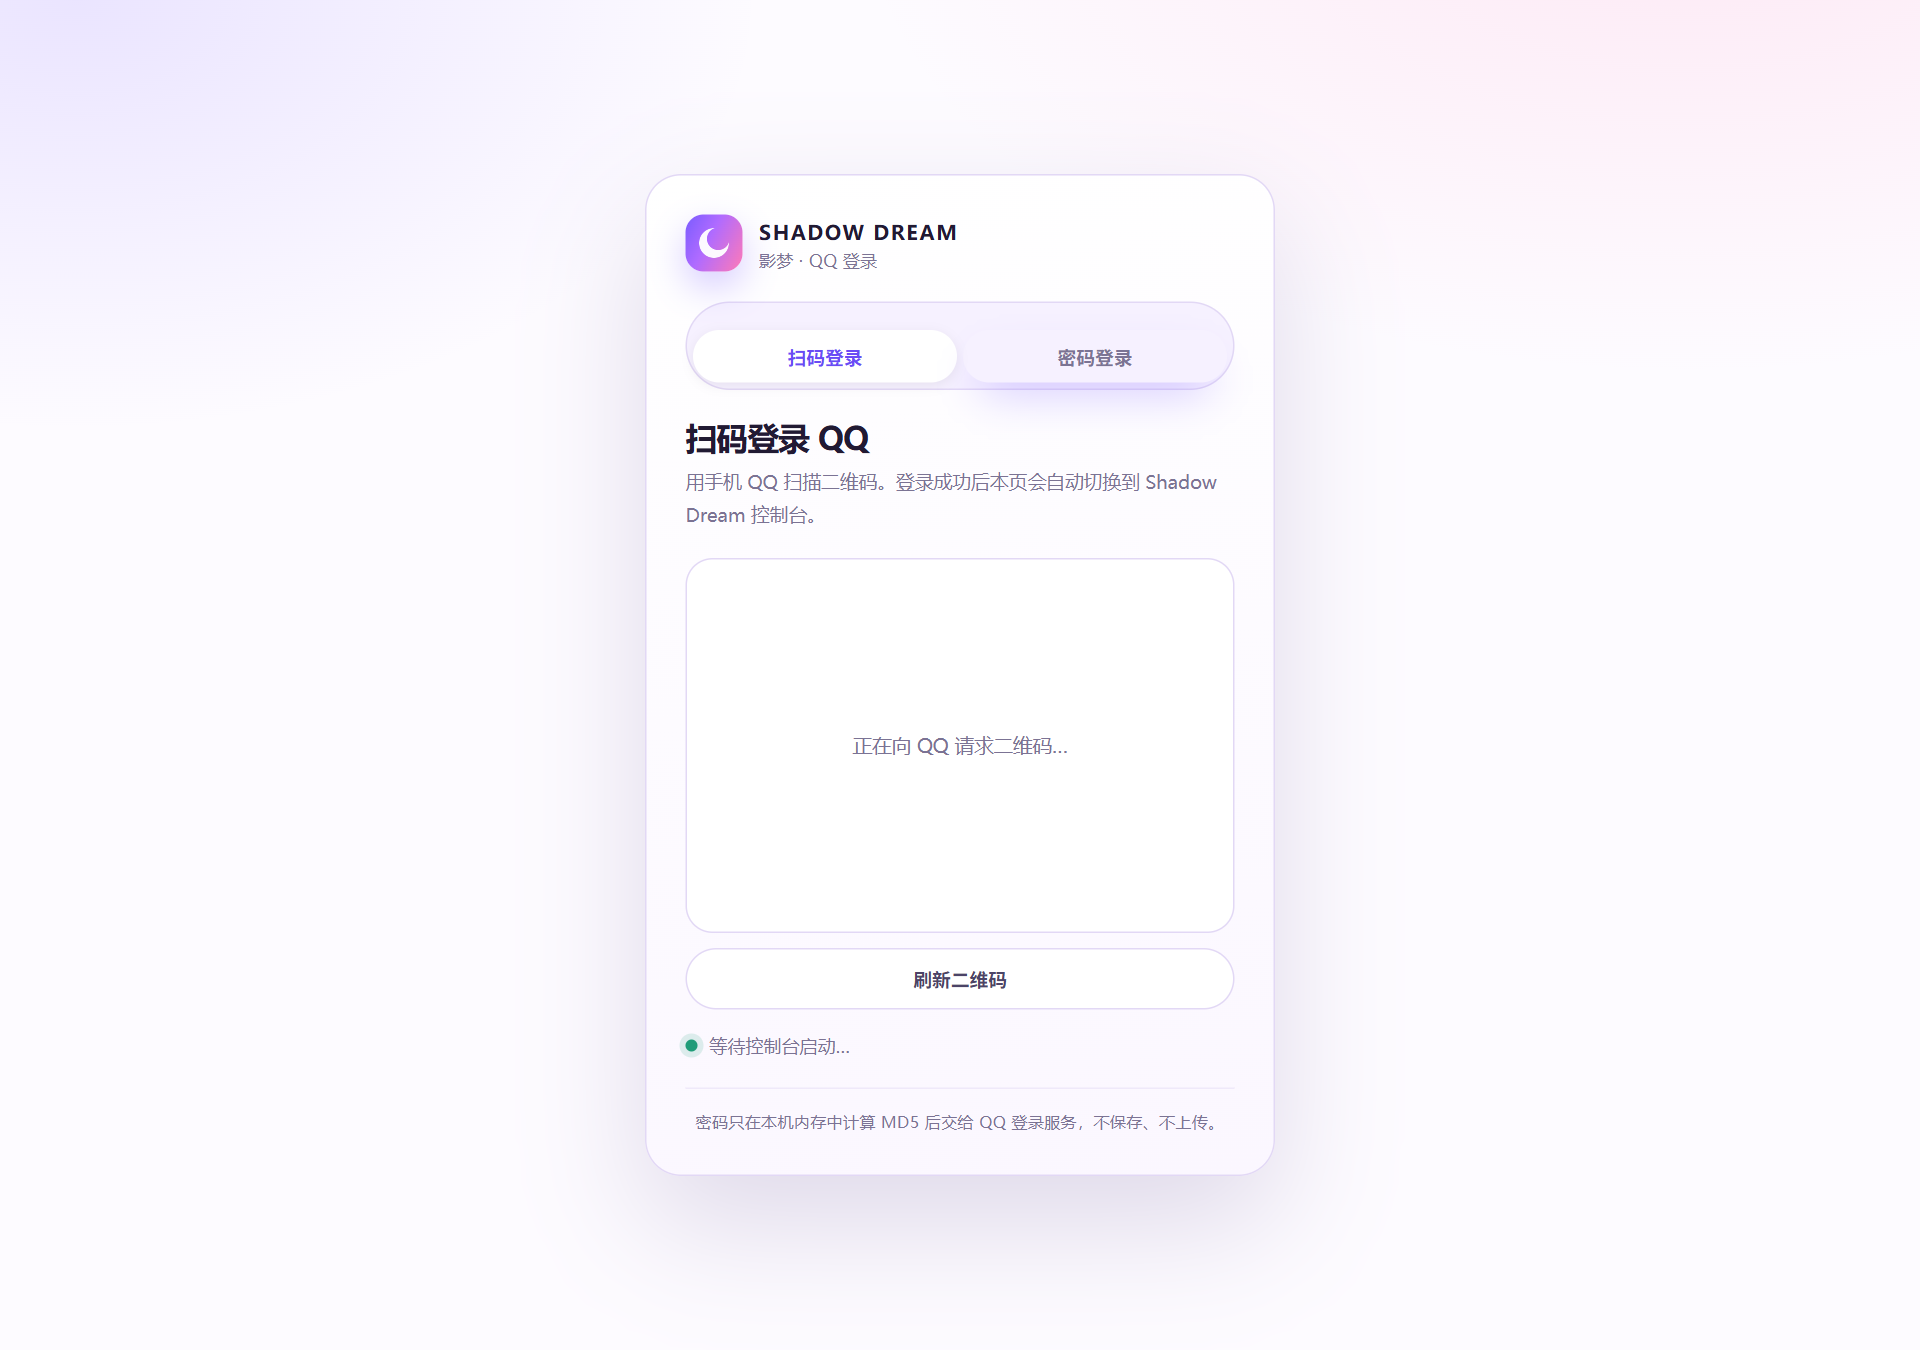 SHADOW DREAM
影梦 · QQ 登录
扫码登录
密码登录
扫码登录 QQ
用手机 QQ 扫描二维码。登录成功后本页会自动切换到 Shadow
Dream 控制台。
正在向 QQ 请求二维码...
刷新二维码
等待控制台启动...
密码只在本机内存中计算 MD5 后交给 QQ 登录服务，不保存、不上传。